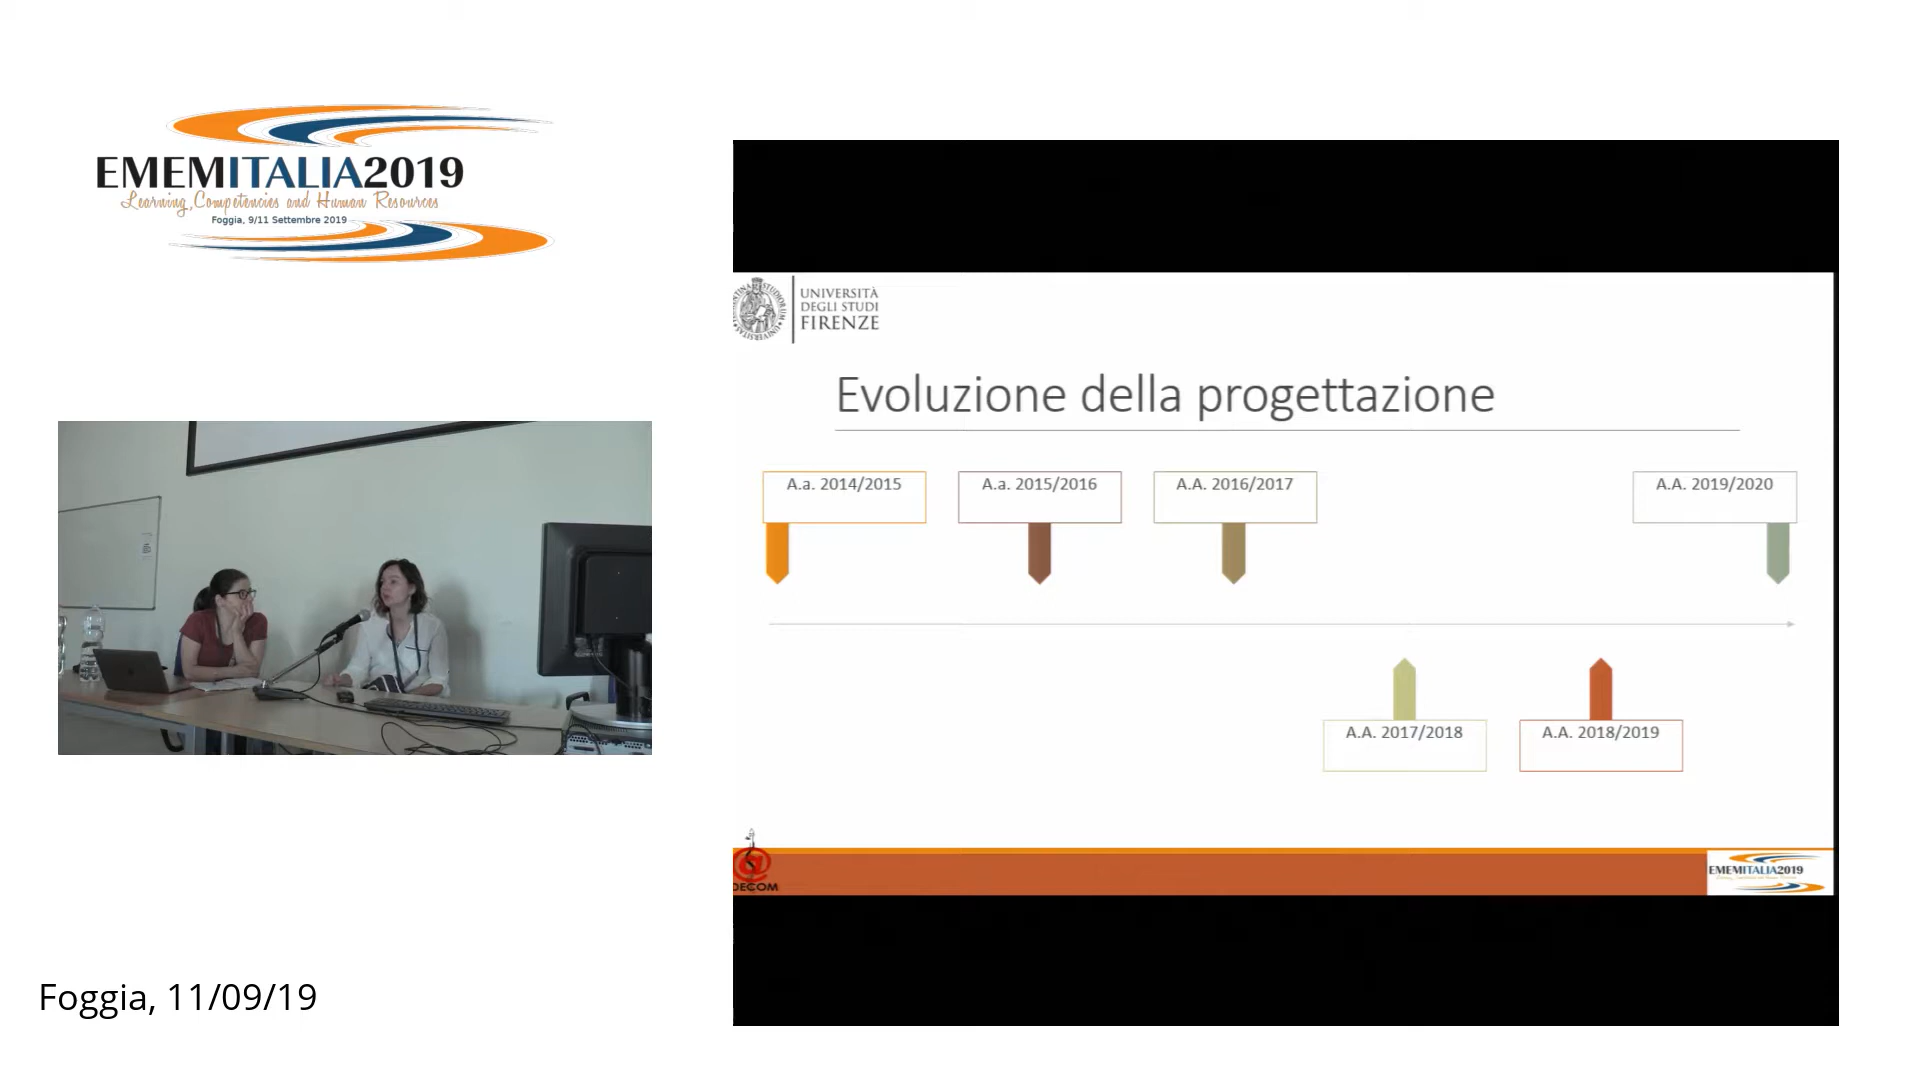 EMEMITALIA2019
Learning, Competencies and Human Resources
Foggia, 9/11 Settembre 2019
UNIVERSITÀ
DEGLI STUDI
FIRENZE
Evoluzione della progettazione
A.a. 2014/2015
A.a. 2015/2016
A.A. 2016/2017
A.A. 2019/2020
A.A. 2017/2018
A.A. 2018/2019
DECOM
EMEMITALIA2019
Foggia, 11/09/19